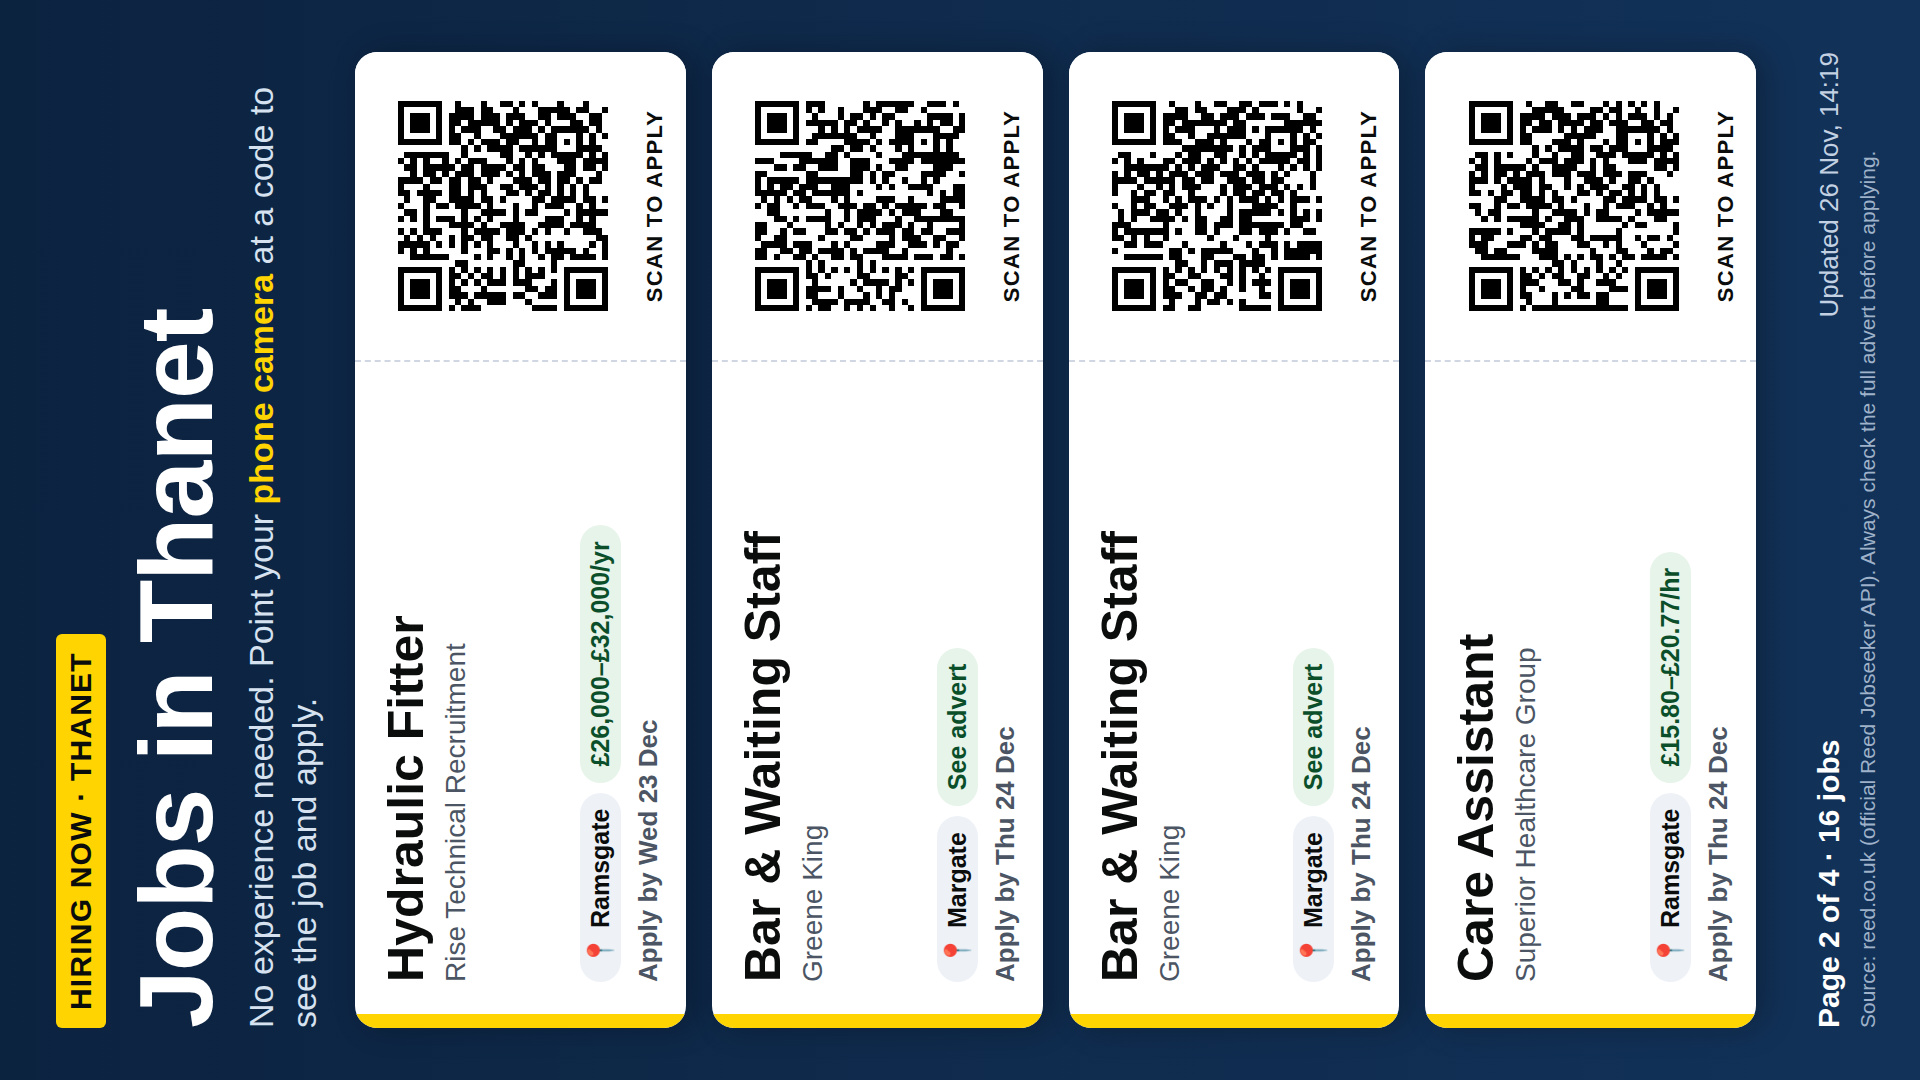 HIRING NOW · THANET
Jobs in Thanet
No experience needed. Point your phone camera at a code to
see the job and apply.
Hydraulic Fitter
Rise Technical Recruitment
Ramsgate
£26,000–£32,000/yr
Apply by Wed 23 Dec
SCAN TO APPLY
Bar & Waiting Staff
Greene King
Margate
See advert
Apply by Thu 24 Dec
SCAN TO APPLY
Bar & Waiting Staff
Greene King
Margate
See advert
Apply by Thu 24 Dec
SCAN TO APPLY
Care Assistant
Superior Healthcare Group
Ramsgate
£15.80–£20.77/hr
Apply by Thu 24 Dec
SCAN TO APPLY
Page 2 of 4 · 16 jobs
Updated 26 Nov, 14:19
Source: reed.co.uk (official Reed Jobseeker API). Always check the full advert before applying.